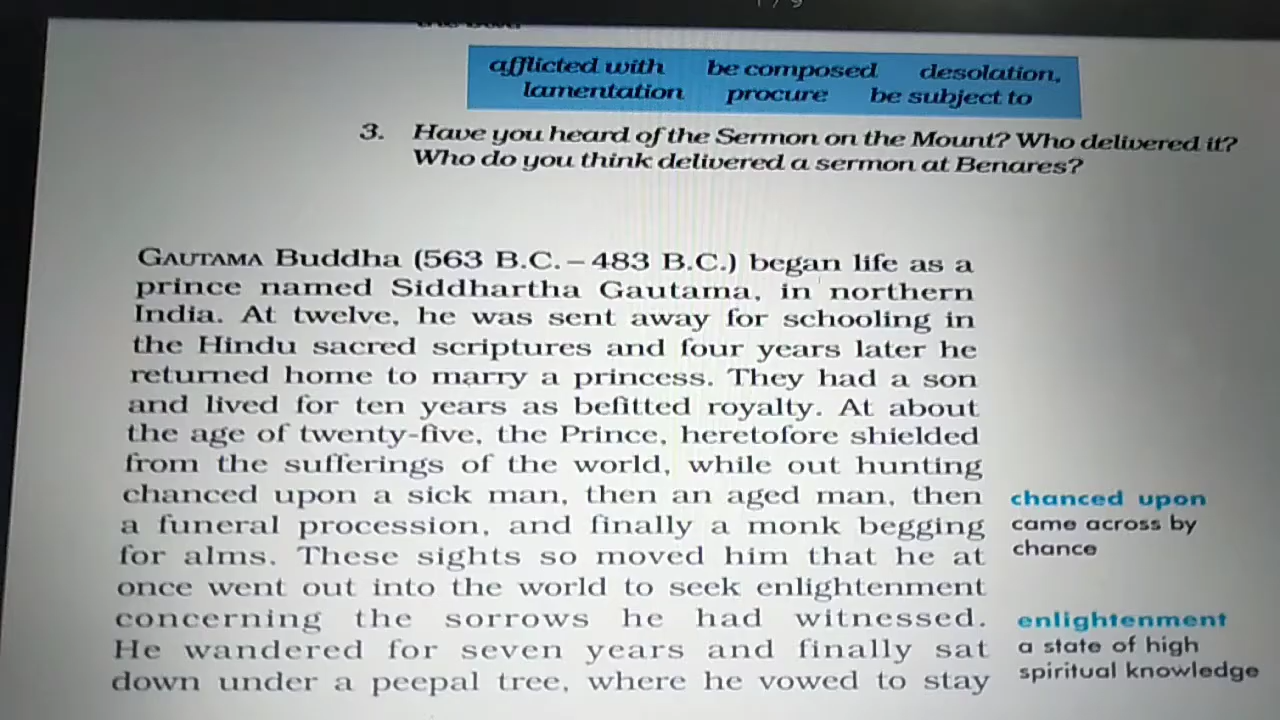 afflicted with be composed desolation,
lamentation procure be subject to
3. Have you heard of the Sermon on the Mount? Who delivered it?
Who do you think delivered a sermon at Benares?
GAUTAMA Buddha (563 B.C. – 483 B.C.) began life as a
prince named Siddhartha Gautama, in northern
India. At twelve, he was sent away for schooling in
the Hindu sacred scriptures and four years later he
returned home to marry a princess. They had a son
and lived for ten years as befitted royalty. At about
the age of twenty-five, the Prince, heretofore shielded
from the sufferings of the world, while out hunting
chanced upon a sick man, then an aged man, then
a funeral procession, and finally a monk begging
for alms. These sights so moved him that he at
once went out into the world to seek enlightenment
concerning the sorrows he had witnessed.
He wandered for seven years and finally sat
down under a peepal tree, where he vowed to stay
chanced upon
came across by
chance
enlightenment
a state of high
spiritual knowledge